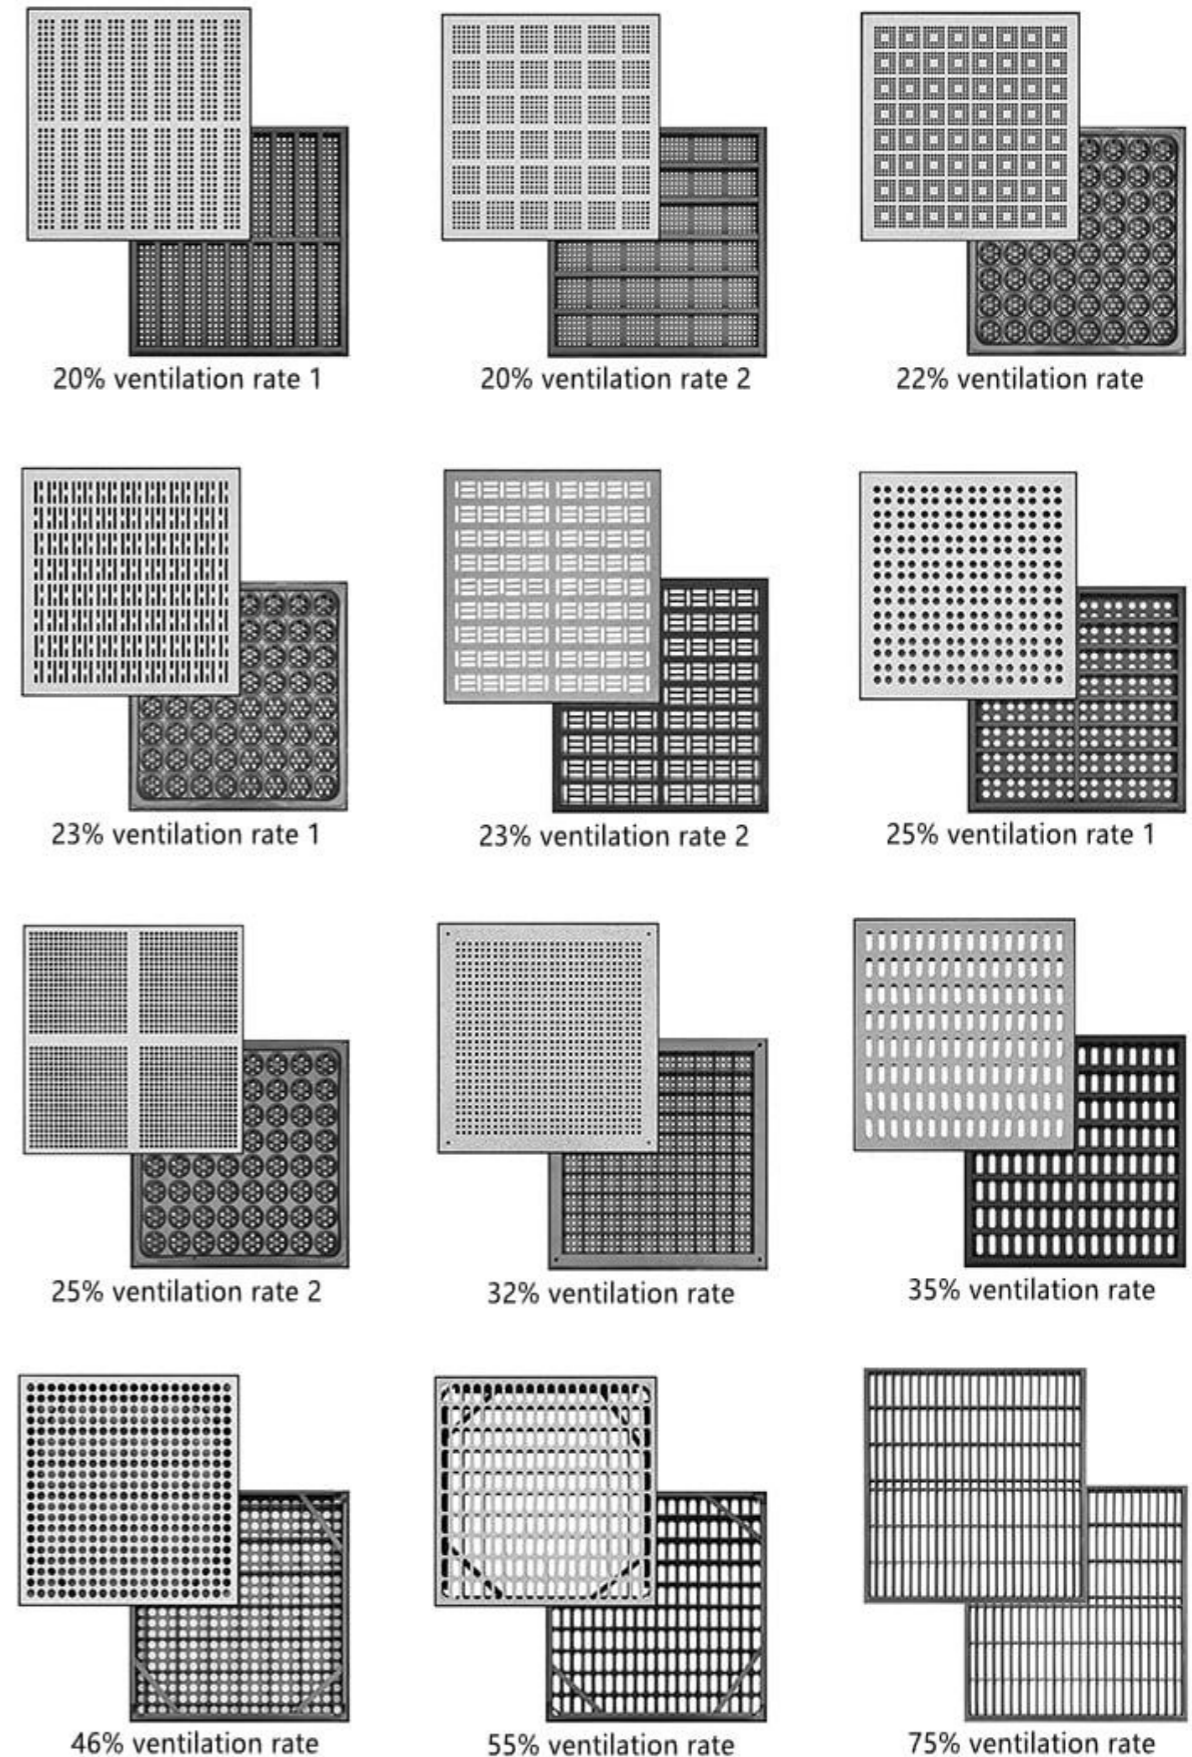 20% ventilation rate 1
20% ventilation rate 2
22% ventilation rate
23% ventilation rate 1
23% ventilation rate 2
25% ventilation rate 1
25% ventilation rate 2
32% ventilation rate
35% ventilation rate
46% ventilation rate
55% ventilation rate
75% ventilation rate